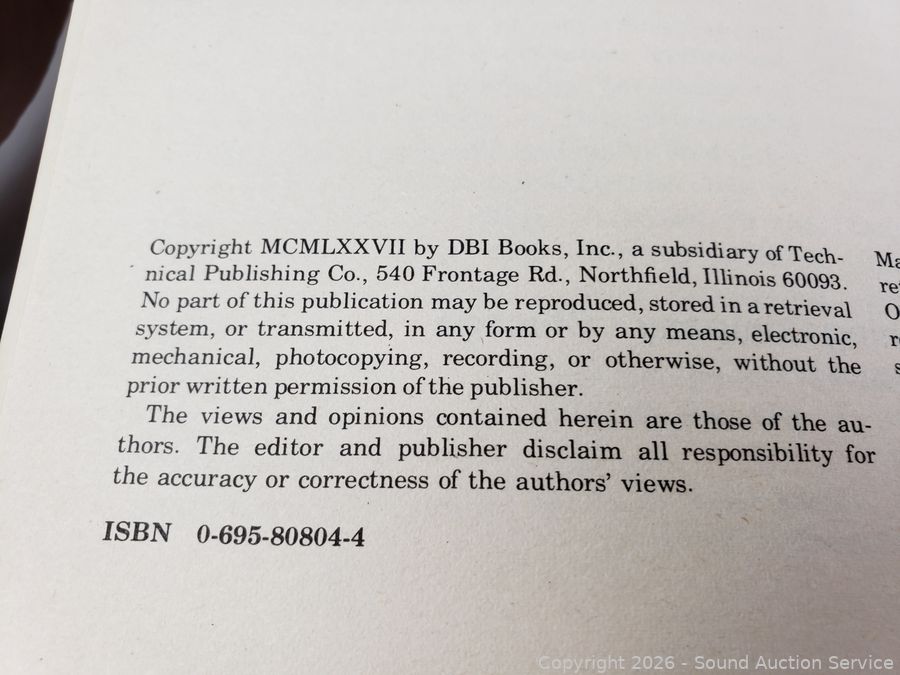 Copyright MCMLXXVII by DBI Books, Inc., a subsidiary of Tech-
nical Publishing Co., 540 Frontage Rd., Northfield, Illinois 60093.
No part of this publication may be reproduced, stored in a retrieval
system, or transmitted, in any form or by any means, electronic,
mechanical, photocopying, recording, or otherwise, without the
prior written permission of the publisher.
The views and opinions contained herein are those of the au-
thors. The editor and publisher disclaim all responsibility for
the accuracy or correctness of the authors' views.
ISBN 0-695-80804-4
Copyright 2026 - Sound Auction Service